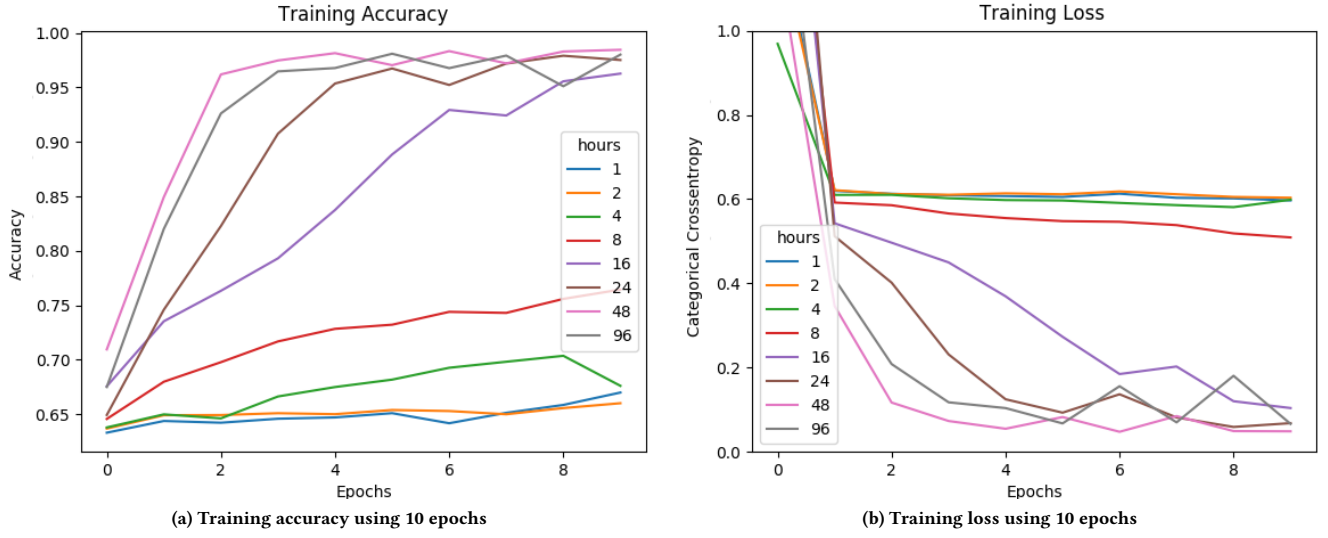 Training Accuracy
1.00
0.95
0.90
0.85
0.80
0.75
0.70
0.65
Accuracy
hours
1
2
4
8
16
24
48
96
0 2 4 6 8
Epochs
(a) Training accuracy using 10 epochs
Training Loss
1.0
0.8
0.6
0.4
0.2
0.0
Categorical Crossentropy
hours
1
2
4
8
16
24
48
96
0 2 4 6 8
Epochs
(b) Training loss using 10 epochs